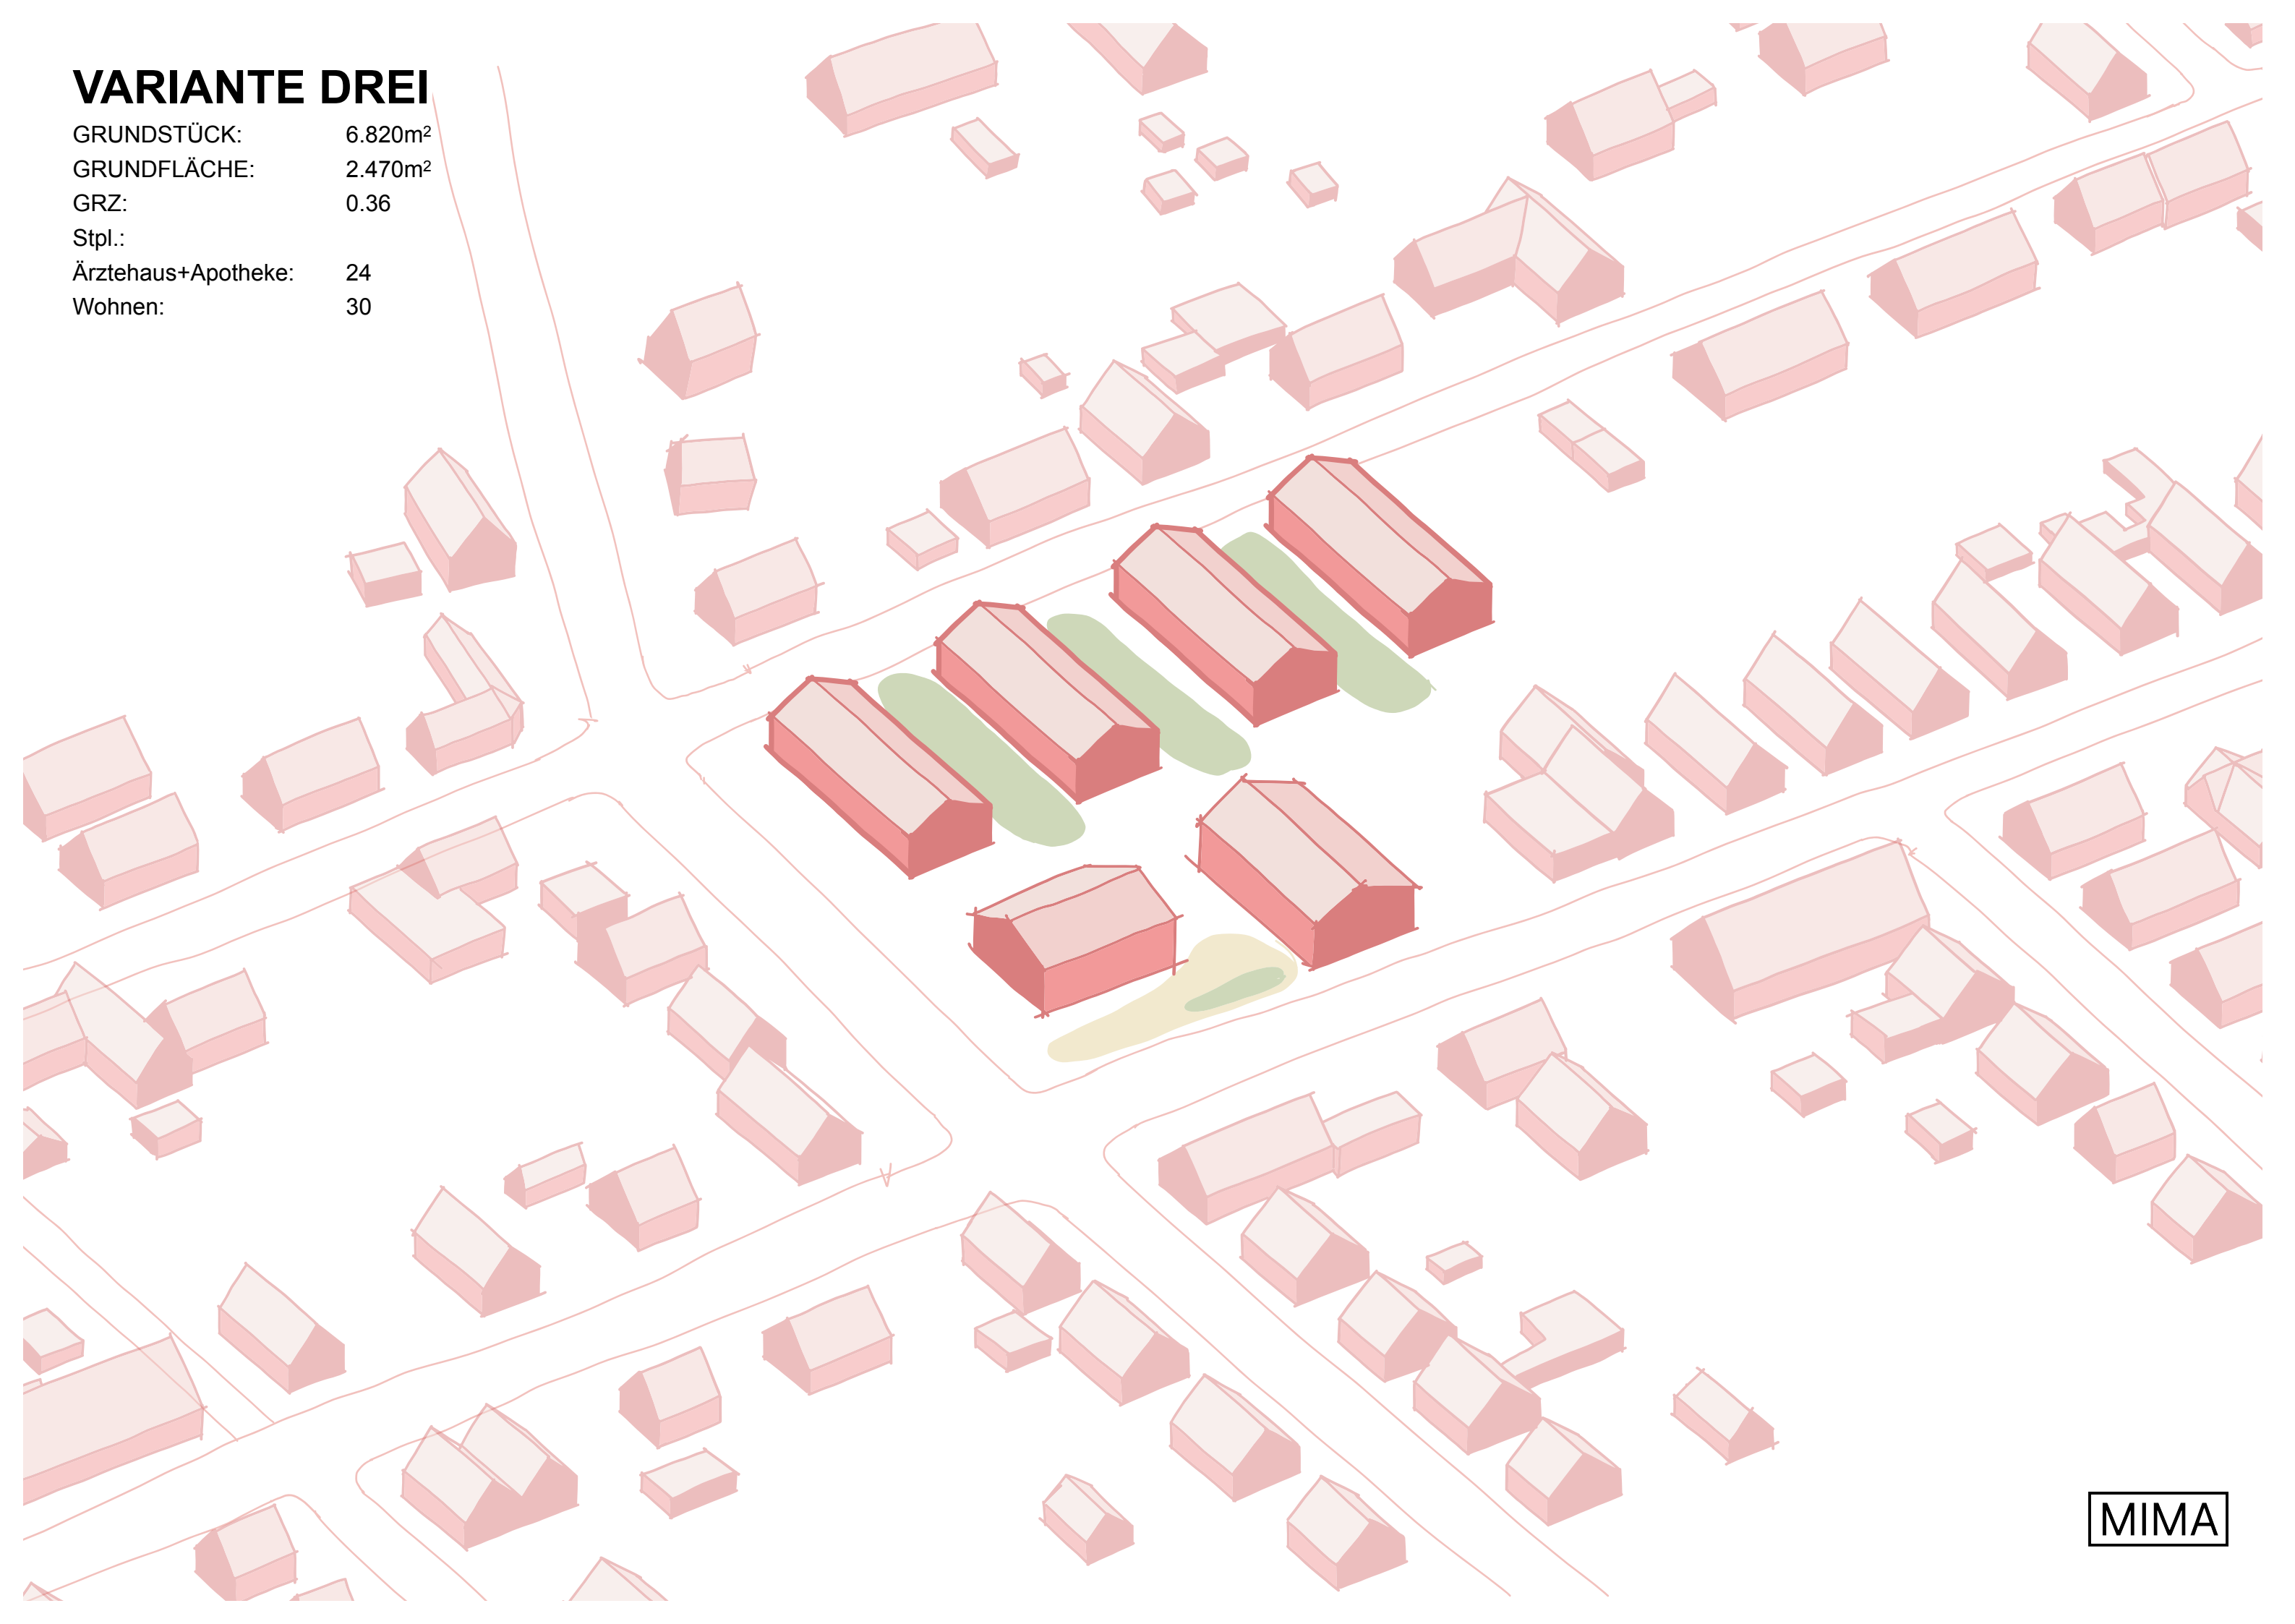 VARIANTE DREI
GRUNDSTÜCK: 6.820m²
GRUNDFLÄCHE: 2.470m²
GRZ: 0.36
Stpl.:
Ärztehaus+Apotheke: 24
Wohnen: 30
MIMA